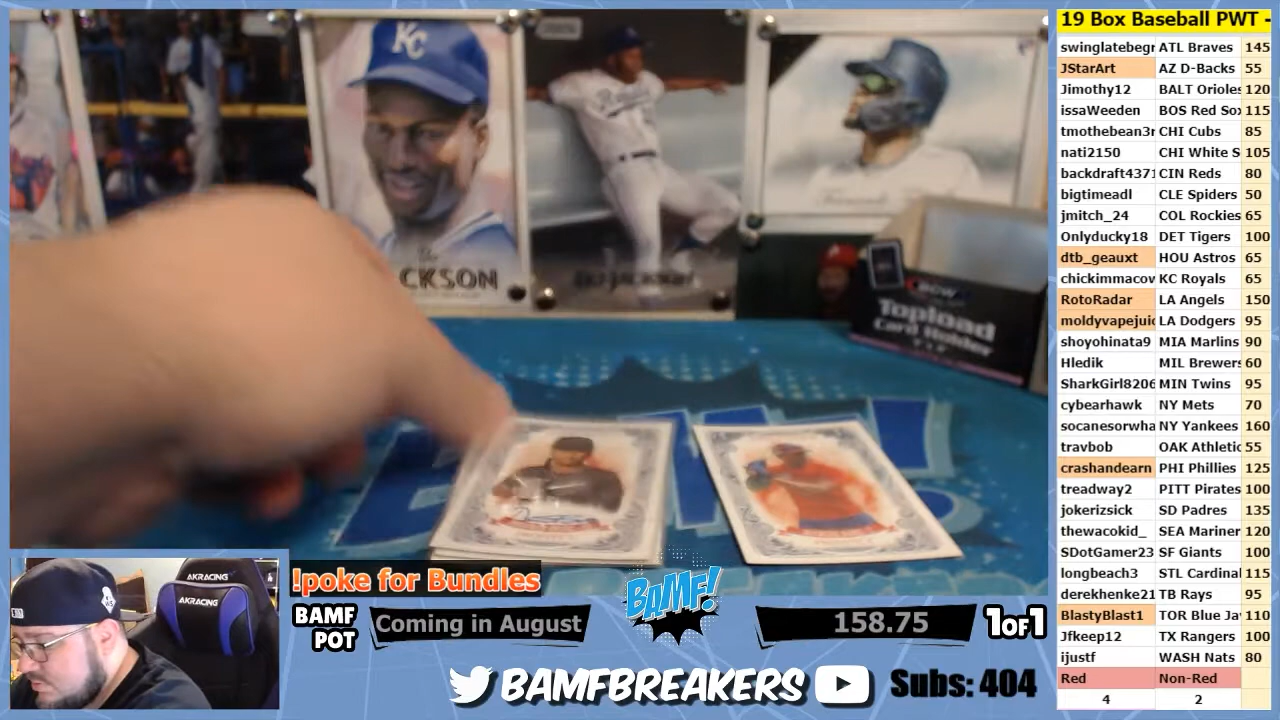 KC
The
CKSON
BO JACKSON
Topload
Card Holder
19 Box Baseball PWT -
swinglatebegr ATL Braves 145
JStarArt AZ D-Backs 55
Jimothy12 BALT Orioles 120
issaWeeden BOS Red Sox 115
tmothebean3r CHI Cubs 85
nati2150 CHI White S 105
backdraft4371 CIN Reds 80
bigtimeadl CLE Spiders 50
jmitch_24 COL Rockies 65
Onlyducky18 DET Tigers 100
dtb_geauxt HOU Astros 65
chickimmacov KC Royals 65
RotoRadar LA Angels 150
moldyvapejuic LA Dodgers 95
shoyohinata9 MIA Marlins 90
Hledik MIL Brewers 60
SharkGirl8206 MIN Twins 95
cybearhawk NY Mets 70
socanesorwha NY Yankees 160
travbob OAK Athletic 55
crashandearn PHI Phillies 125
treadway2 PITT Pirates 100
jokerizsick SD Padres 135
thewacokid_ SEA Mariner 120
SDotGamer23 SF Giants 100
longbeach3 STL Cardinal 115
derekhenke21 TB Rays 95
BlastyBlast1 TOR Blue Ja 110
Jfkeep12 TX Rangers 100
ijustf WASH Nats 80
Red Non-Red
4 2
AKRACING
AKRACING
!poke for Bundles
BAMF
POT
Coming in August
BAMF!
158.75
1OF1
BAMFBREAKERS
Subs: 404